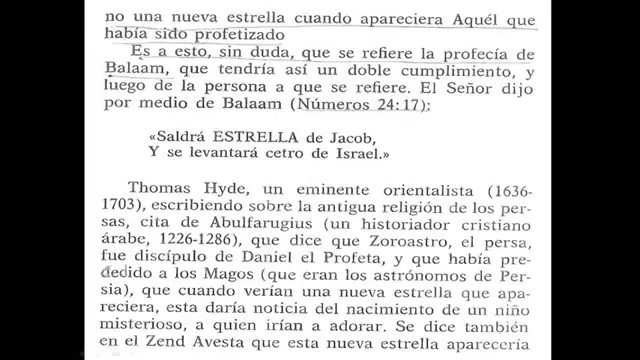 no una nueva estrella cuando apareciera Aquél que
había sido profetizado
Es a esto, sin duda, que se refiere la profecía de
Balaam, que tendría así un doble cumplimiento, y
luego de la persona a que se refiere. El Señor dijo
por medio de Balaam (Números 24:17):
«Saldrá ESTRELLA de Jacob,
Y se levantará cetro de Israel.»
Thomas Hyde, un eminente orientalista (1636-
1703), escribiendo sobre la antigua religión de los per-
sas, cita de Abulfarugius (un historiador cristiano
árabe, 1226-1286), que dice que Zoroastro, el persa,
fue discípulo de Daniel el Profeta, y que había pre-
dedido a los Magos (que eran los astrónomos de Per-
sia), que cuando verían una nueva estrella que apa-
reciera, esta daría noticia del nacimiento de un niño
misterioso, a quien irían a adorar. Se dice también
en el Zend Avesta que esta nueva estrella aparecería